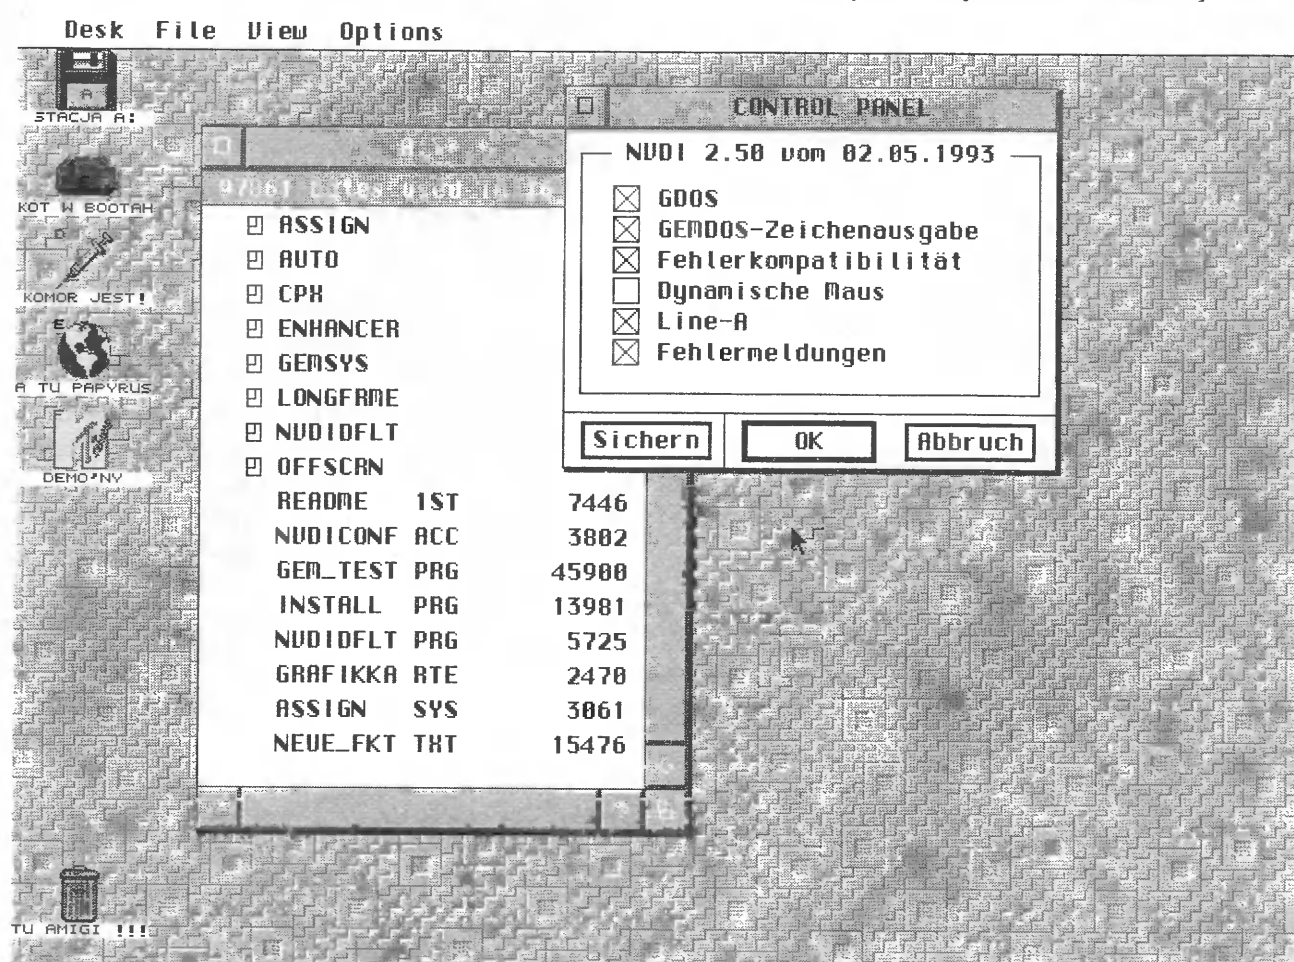 Desk File View Options
A
STACJA A:
KOT W BOOTAH
D
KOMOR JEST!
E
A TU PAPYRUS
DEMO'NY
TU AMIGI !!!
ASSIGN
AUTO
CPX
ENHANCER
GEMSYS
LONGFRME
NVDIDFLT
OFFSCRN
README 1ST 7446
NVDICONF ACC 3802
GEM_TEST PRG 45900
INSTALL PRG 13981
NVDIDFLT PRG 5725
GRAFIKKA RTE 2470
ASSIGN SYS 3061
NEUE_FKT TXT 15476
CONTROL PANEL
NVDI 2.50 vom 02.05.1993
GDOS
GEMDOS-Zeichenausgabe
Fehlerkompatibilität
Dynamische Maus
Line-A
Fehlermeldungen
Sichern OK Abbruch